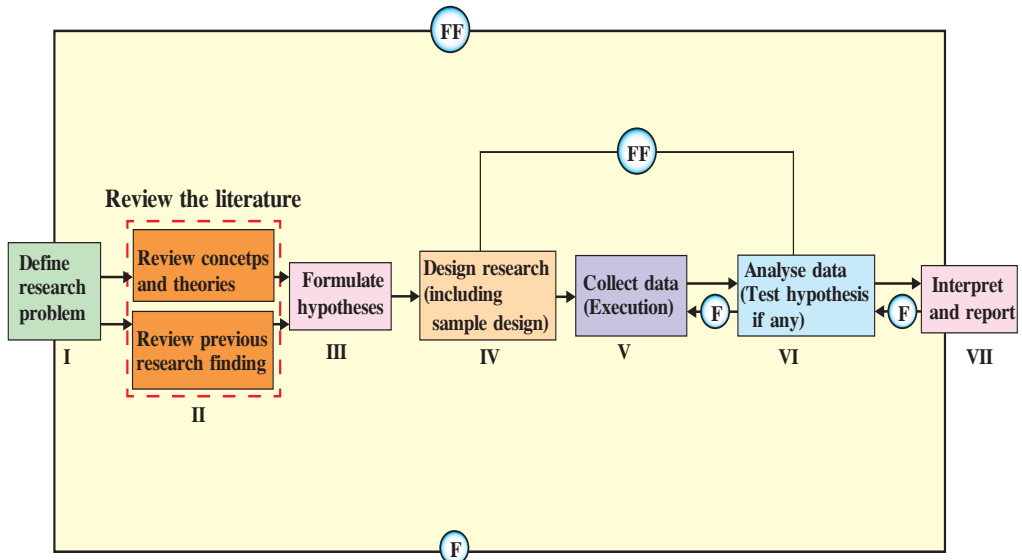 FF
FF
Review the literature
Define
research
problem
I
Review concetps
and theories
Review previous
research finding
II
Formulate
hypotheses
III
Design research
(including
sample design)
IV
Collect data
(Execution)
V
F
Analyse data
(Test hypothesis
if any)
VI
F
Interpret
and report
VII
F